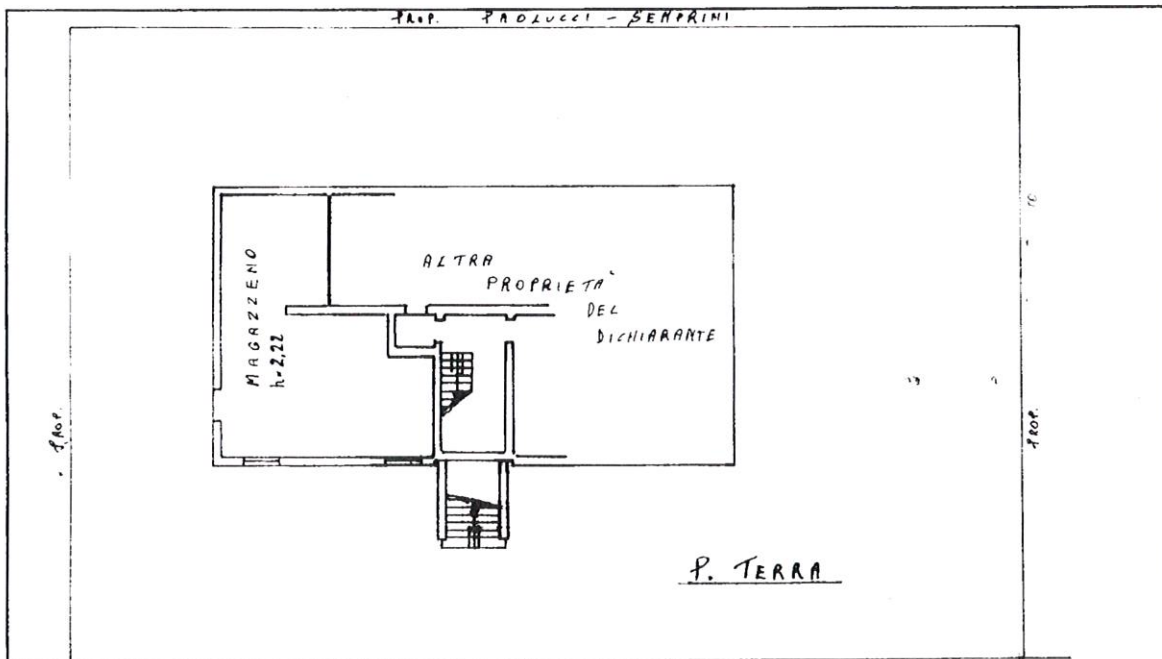 PROP. PAOLUCCI - SEMPRINI
ALTRA
PROPRIETA'
DEL
DICHIARANTE
MAGAZZENO
h=2,22
PROP.
PROP.
P. TERRA